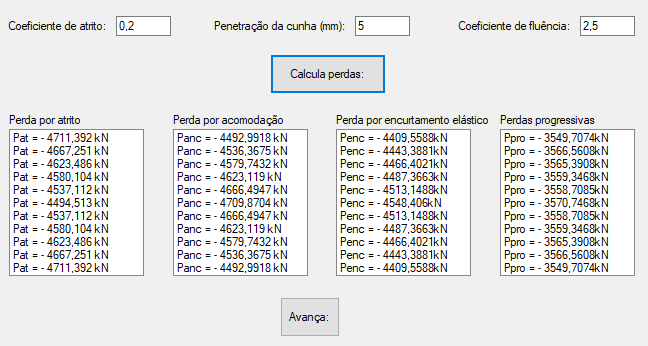 Coeficiente de atrito: 0,2 Penetração da cunha (mm): 5 Coeficiente de fluência: 2,5
Calcula perdas:
Perda por atrito
Pat = - 4711,392 kN
Pat = - 4667,251 kN
Pat = - 4623,486 kN
Pat = - 4580,104 kN
Pat = - 4537,112 kN
Pat = - 4494,513 kN
Pat = - 4537,112 kN
Pat = - 4580,104 kN
Pat = - 4623,486 kN
Pat = - 4667,251 kN
Pat = - 4711,392 kN
Perda por acomodação
Panc = - 4492,9918 kN
Panc = - 4536,3675 kN
Panc = - 4579,7432 kN
Panc = - 4623,119 kN
Panc = - 4666,4947 kN
Panc = - 4709,8704 kN
Panc = - 4666,4947 kN
Panc = - 4623,119 kN
Panc = - 4579,7432 kN
Panc = - 4536,3675 kN
Panc = - 4492,9918 kN
Perda por encurtamento elástico
Penc = - 4409,5588kN
Penc = - 4443,3881kN
Penc = - 4466,4021kN
Penc = - 4487,3663kN
Penc = - 4513,1488kN
Penc = - 4548,406kN
Penc = - 4513,1488kN
Penc = - 4487,3663kN
Penc = - 4466,4021kN
Penc = - 4443,3881kN
Penc = - 4409,5588kN
Perdas progressivas
Ppro = - 3549,7074kN
Ppro = - 3566,5608kN
Ppro = - 3565,3908kN
Ppro = - 3559,3468kN
Ppro = - 3558,7085kN
Ppro = - 3570,7468kN
Ppro = - 3558,7085kN
Ppro = - 3559,3468kN
Ppro = - 3565,3908kN
Ppro = - 3566,5608kN
Ppro = - 3549,7074kN
Avança: